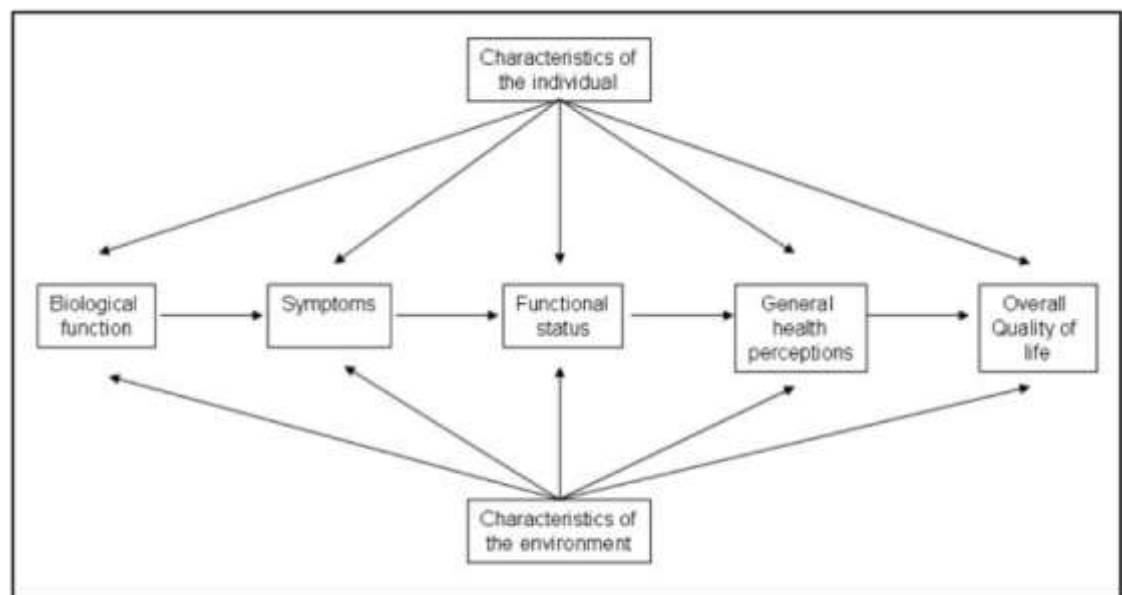 Characteristics of
the individual
Biological
function
Symptoms
Functional
status
General
health
perceptions
Overall
Quality of
life
Characteristics of
the environment